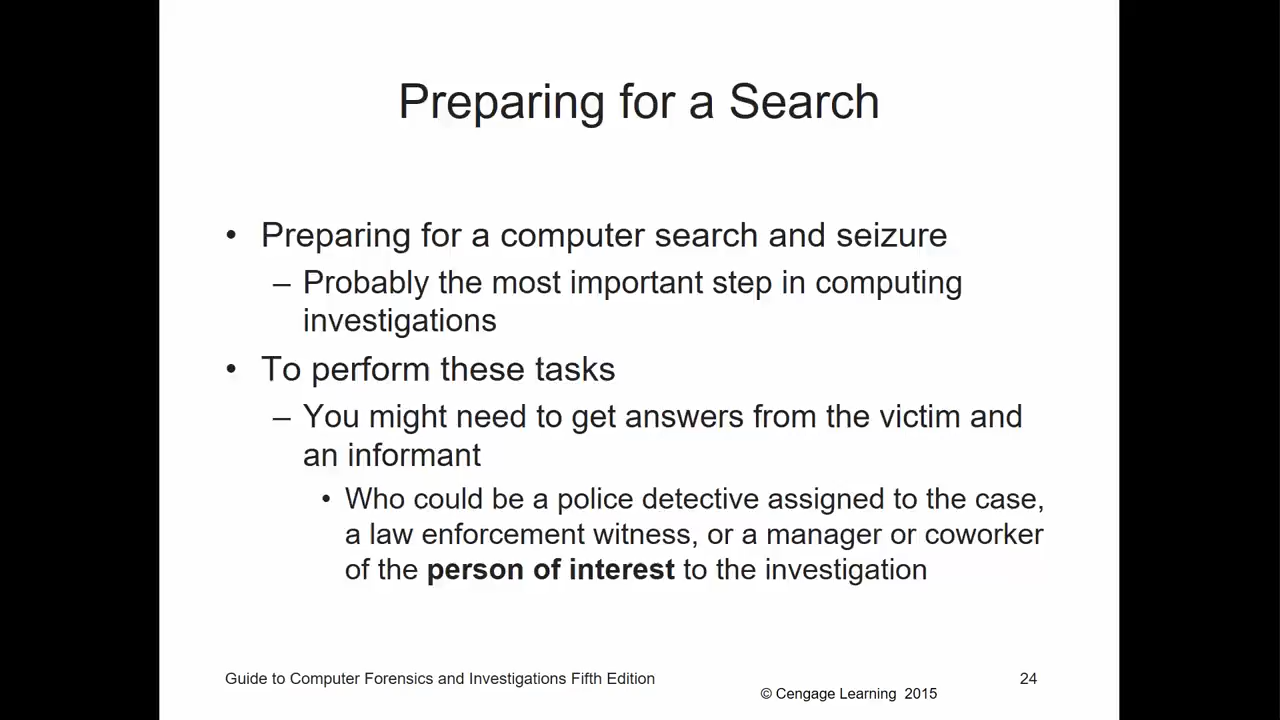 Preparing for a Search
• Preparing for a computer search and seizure
– Probably the most important step in computing
investigations
• To perform these tasks
– You might need to get answers from the victim and
an informant
• Who could be a police detective assigned to the case,
a law enforcement witness, or a manager or coworker
of the person of interest to the investigation
Guide to Computer Forensics and Investigations Fifth Edition
24
© Cengage Learning 2015